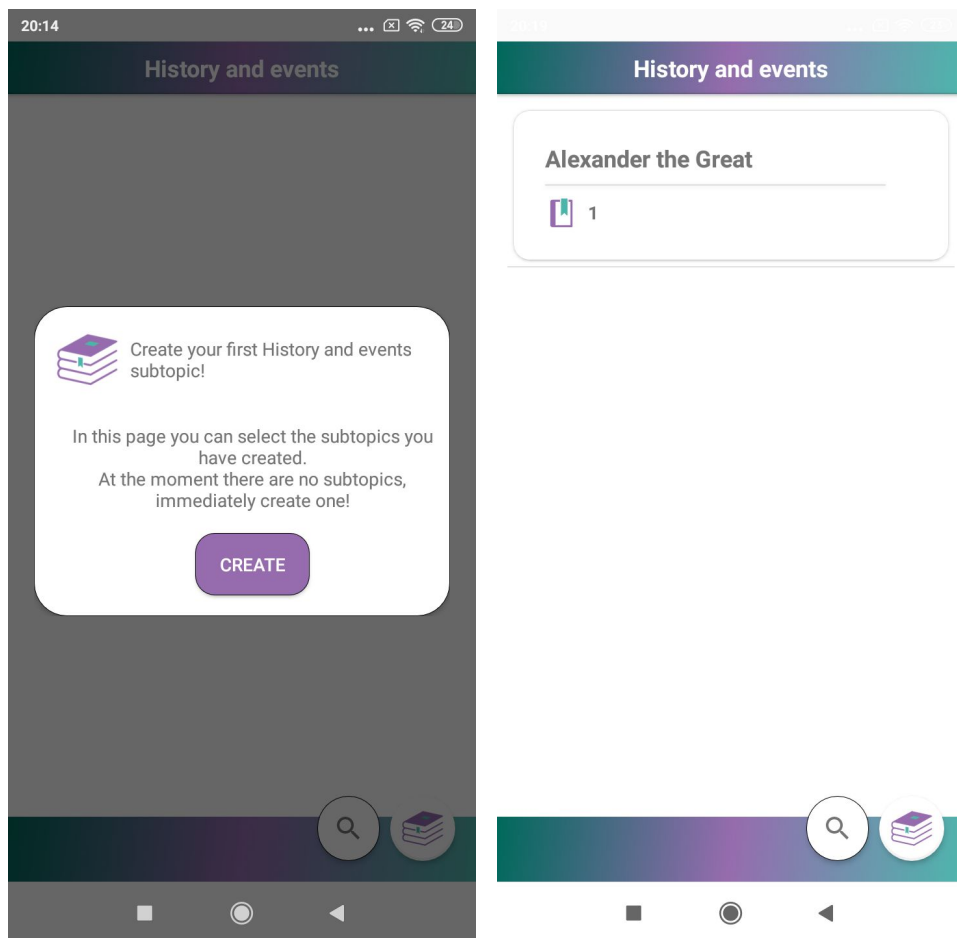 20:14
24
History and events
Create your first History and events
subtopic!
In this page you can select the subtopics you
have created.
At the moment there are no subtopics,
immediately create one!
CREATE
History and events
Alexander the Great
1